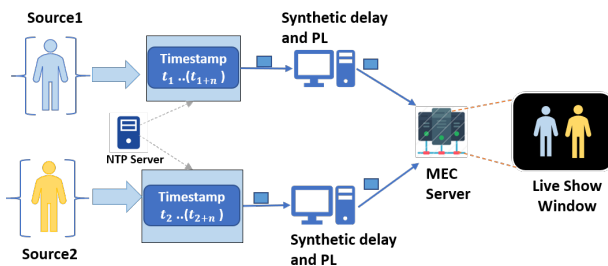 Source1
Timestamp
t₁ ..(t₁₊ₙ )
Synthetic delay
and PL
NTP Server
MEC
Server
Live Show
Window
Timestamp
t₂ ..(t₂₊ₙ )
Synthetic delay
and PL
Source2